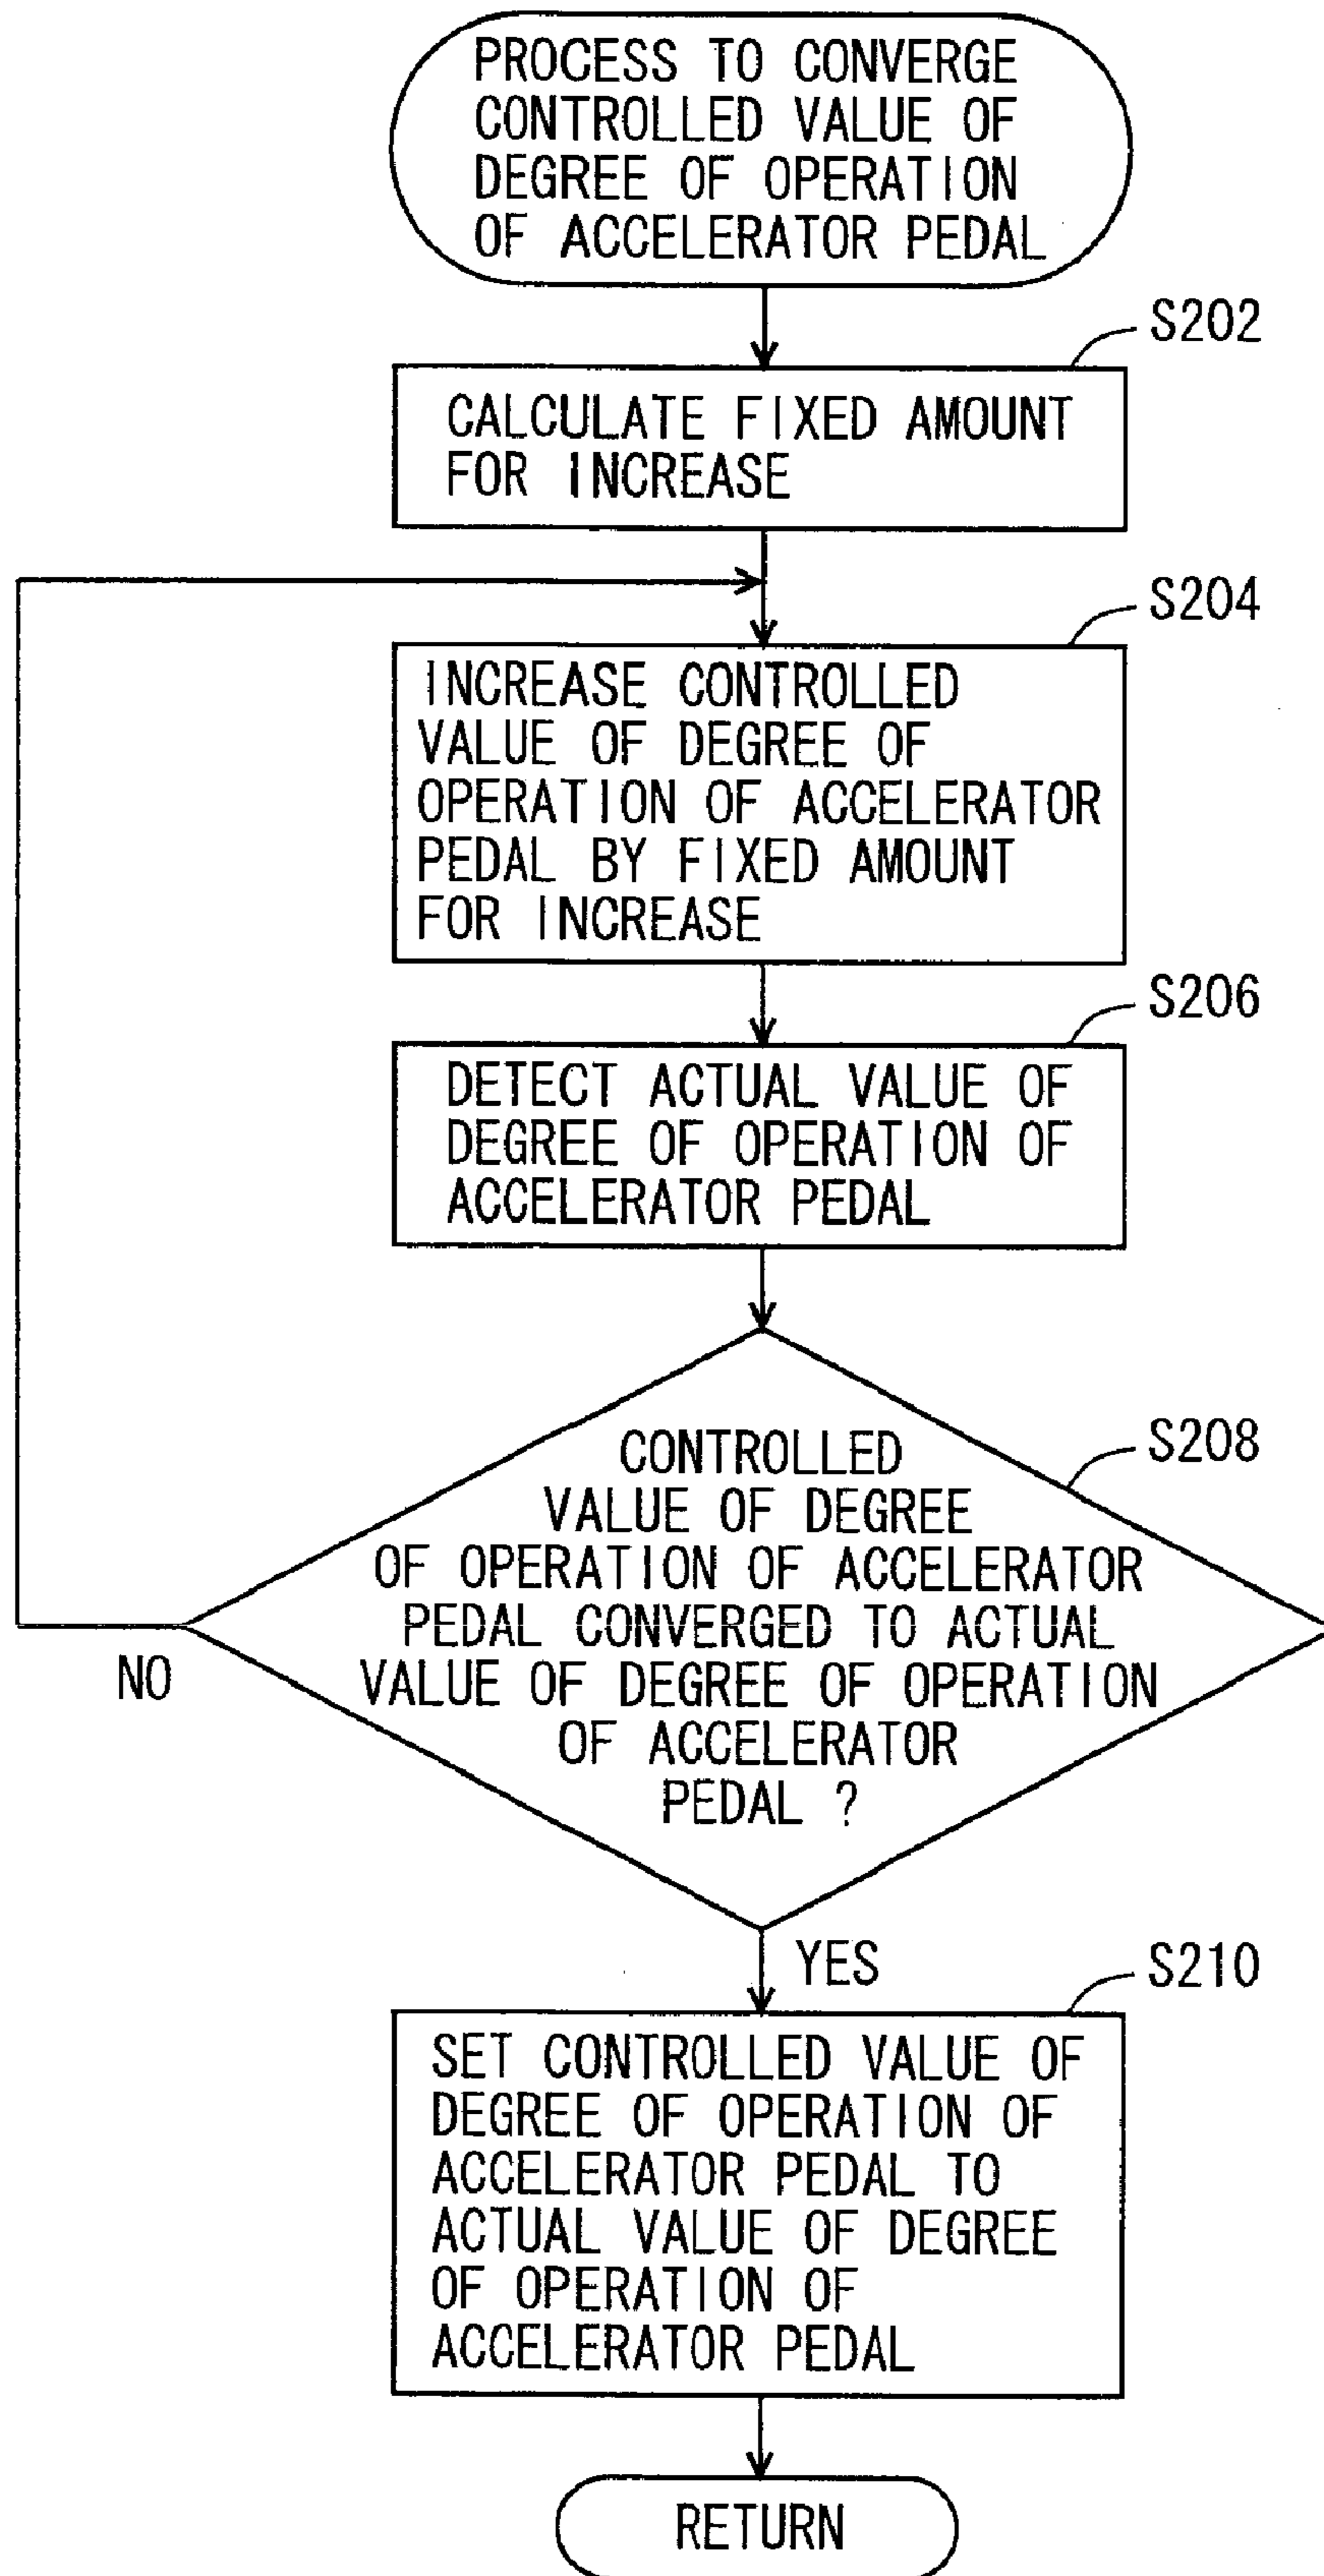 PROCESS TO CONVERGE
CONTROLLED VALUE OF
DEGREE OF OPERATION
OF ACCELERATOR PEDAL
S202
CALCULATE FIXED AMOUNT
FOR INCREASE
S204
INCREASE CONTROLLED
VALUE OF DEGREE OF
OPERATION OF ACCELERATOR
PEDAL BY FIXED AMOUNT
FOR INCREASE
S206
DETECT ACTUAL VALUE OF
DEGREE OF OPERATION OF
ACCELERATOR PEDAL
S208
CONTROLLED
VALUE OF DEGREE
OF OPERATION OF ACCELERATOR
PEDAL CONVERGED TO ACTUAL
VALUE OF DEGREE OF OPERATION
OF ACCELERATOR
PEDAL ?
NO
YES
S210
SET CONTROLLED VALUE OF
DEGREE OF OPERATION OF
ACCELERATOR PEDAL TO
ACTUAL VALUE OF DEGREE
OF OPERATION OF
ACCELERATOR PEDAL
RETURN